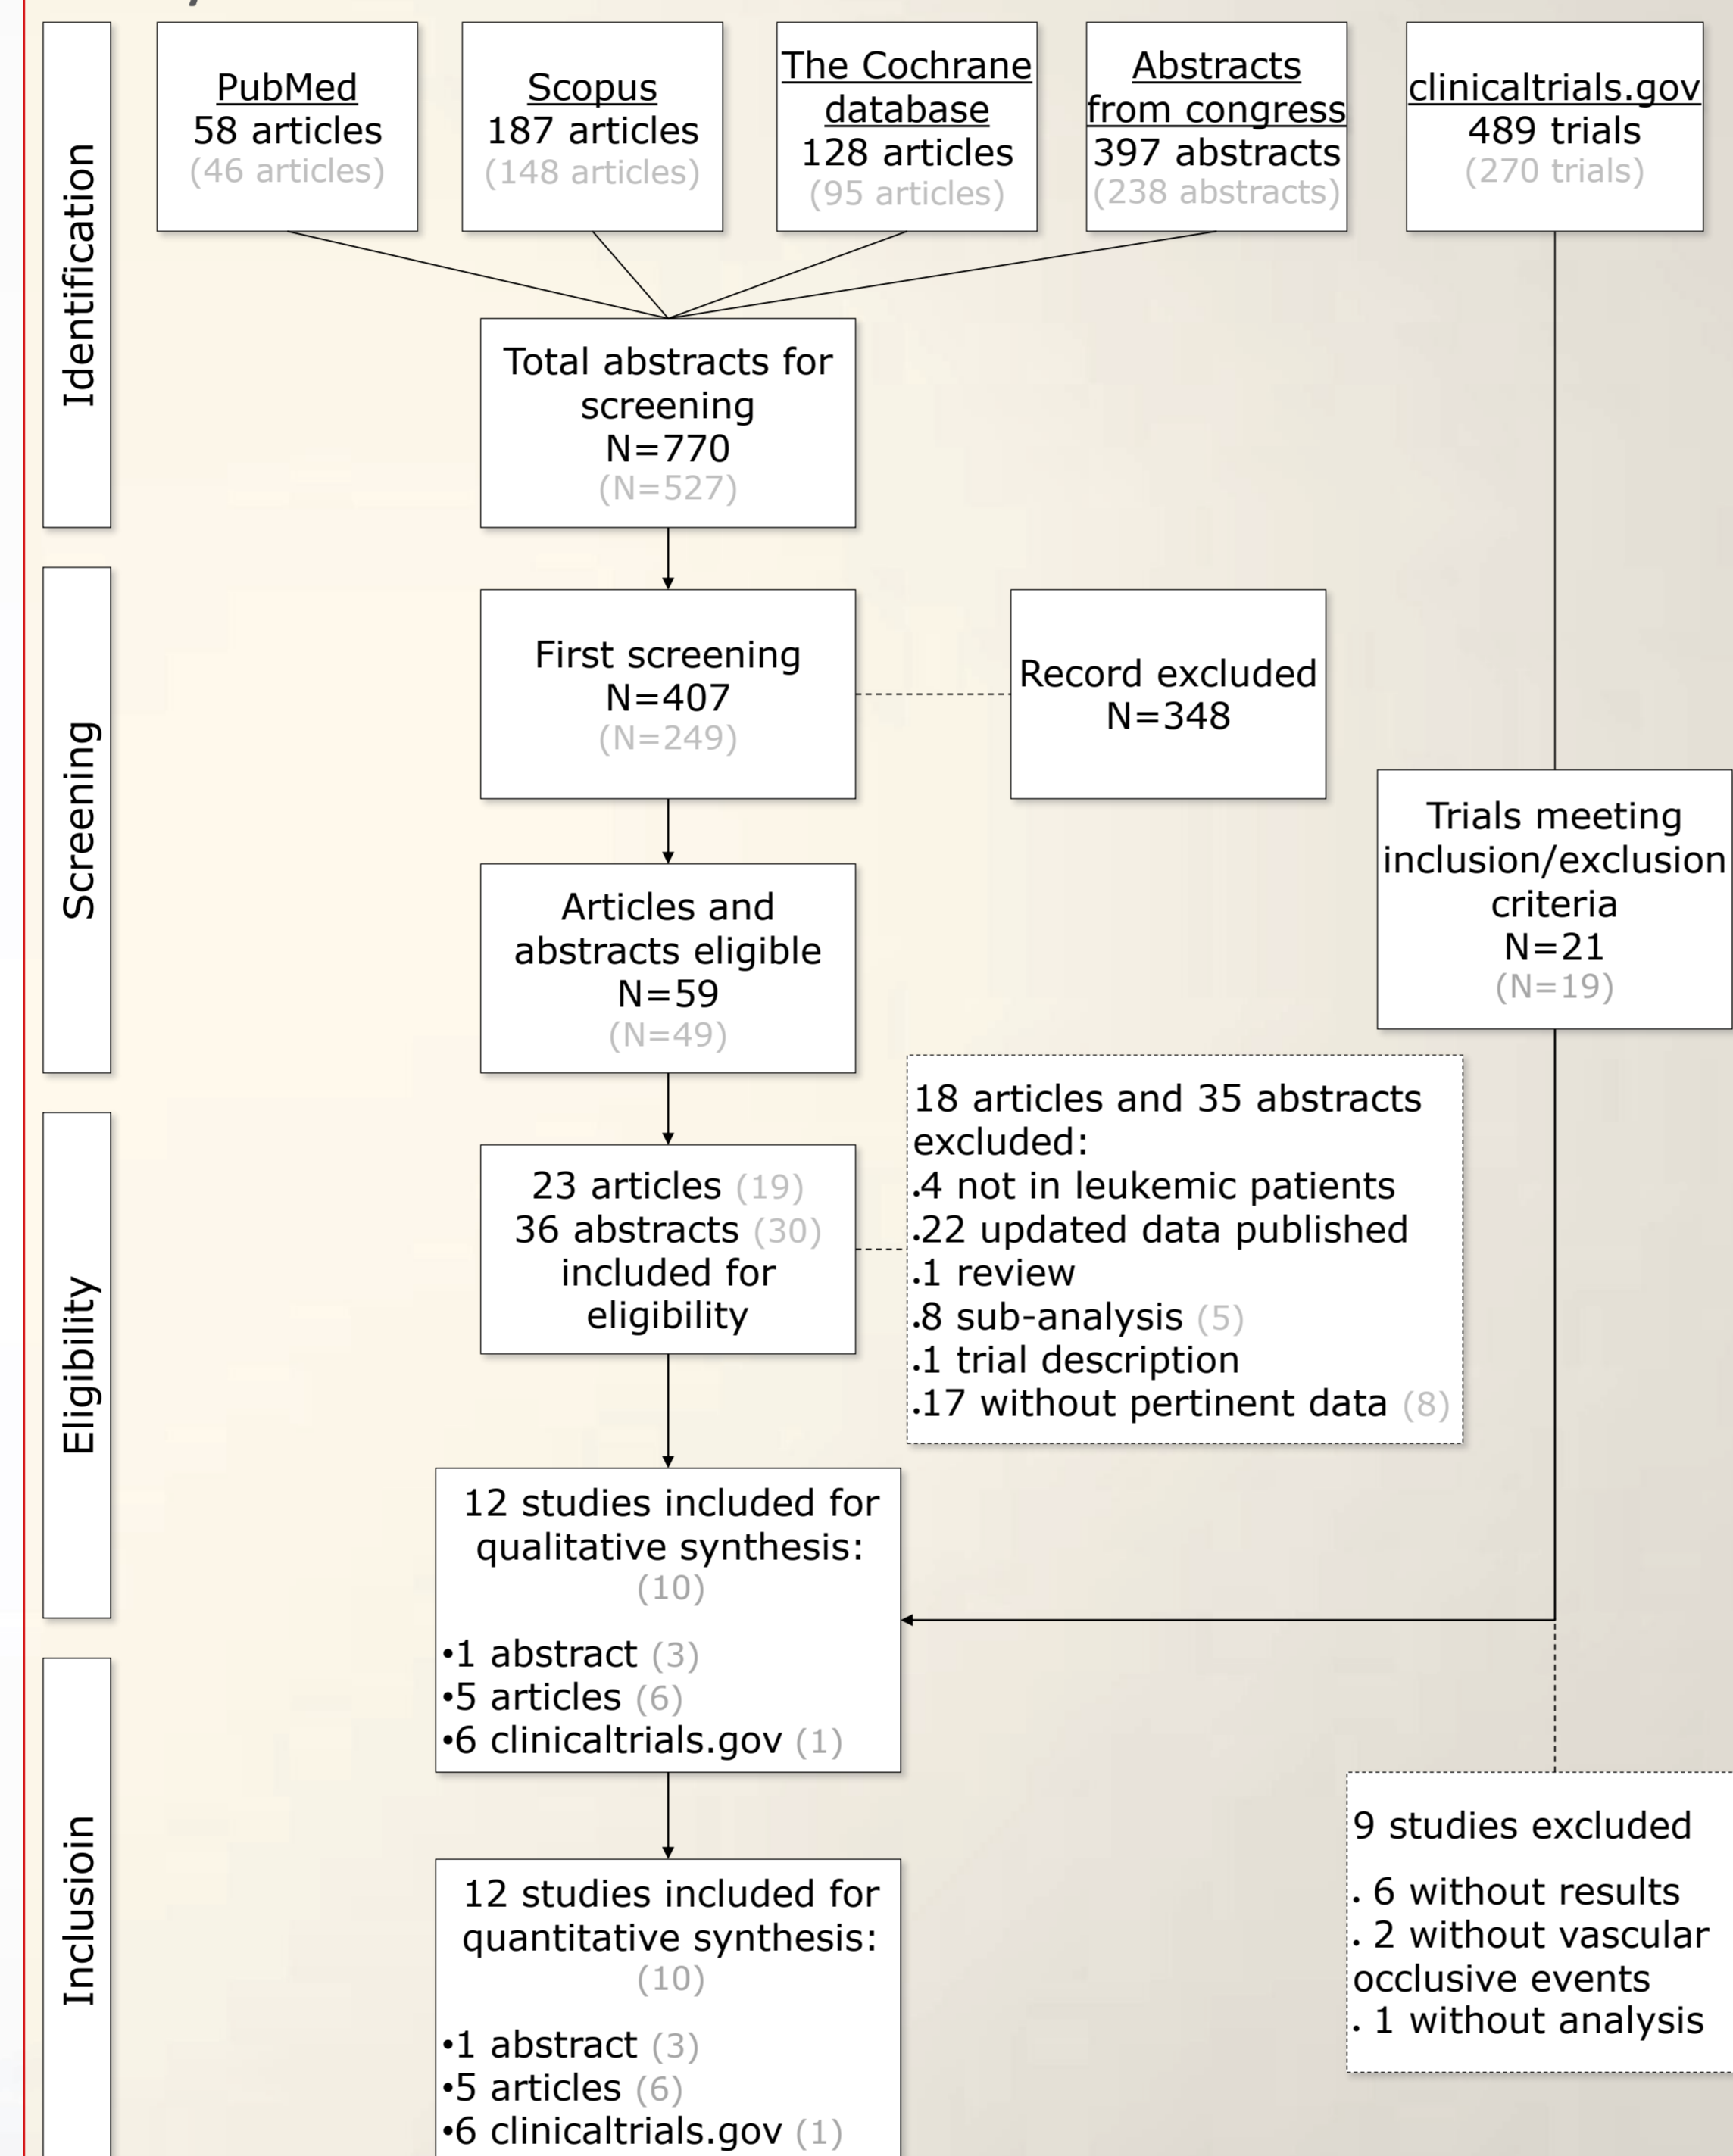 Identification
PubMed
58 articles
(46 articles)
Scopus
187 articles
(148 articles)
The Cochrane
database
128 articles
(95 articles)
Abstracts
from congress
397 abstracts
(238 abstracts)
clinicaltrials.gov
489 trials
(270 trials)
Total abstracts for
screening
N=770
(N=527)
Screening
First screening
N=407
(N=249)
Record excluded
N=348
Trials meeting
inclusion/exclusion
criteria
N=21
(N=19)
Articles and
abstracts eligible
N=59
(N=49)
Eligibility
23 articles (19)
36 abstracts (30)
included for
eligibility
18 articles and 35 abstracts
excluded:
.4 not in leukemic patients
.22 updated data published
.1 review
.8 sub-analysis (5)
.1 trial description
.17 without pertinent data (8)
12 studies included for
qualitative synthesis:
(10)
•1 abstract (3)
•5 articles (6)
•6 clinicaltrials.gov (1)
Inclusioin
12 studies included for
quantitative synthesis:
(10)
•1 abstract (3)
•5 articles (6)
•6 clinicaltrials.gov (1)
9 studies excluded
. 6 without results
. 2 without vascular
occlusive events
. 1 without analysis